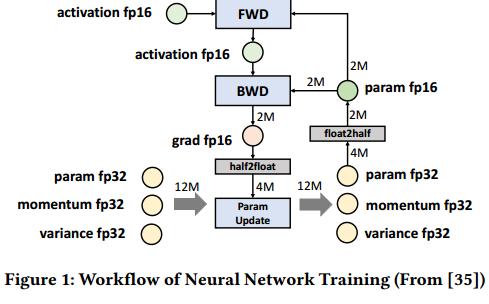 activation fp16
FWD
activation fp16
2M
BWD
2M
param fp16
2M
2M
grad fp16
float2half
half2float
4M
param fp32
12M
4M
12M
param fp32
momentum fp32
Param
Update
momentum fp32
variance fp32
variance fp32
Figure 1: Workflow of Neural Network Training (From [35])